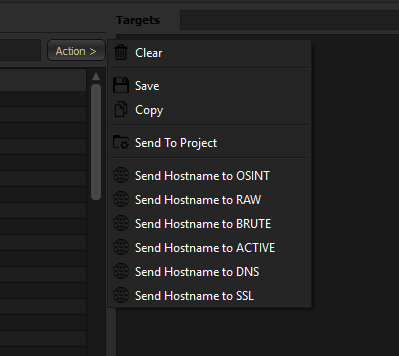 Targets
Action >
Clear
Save
Copy
Send To Project
Send Hostname to OSINT
Send Hostname to RAW
Send Hostname to BRUTE
Send Hostname to ACTIVE
Send Hostname to DNS
Send Hostname to SSL